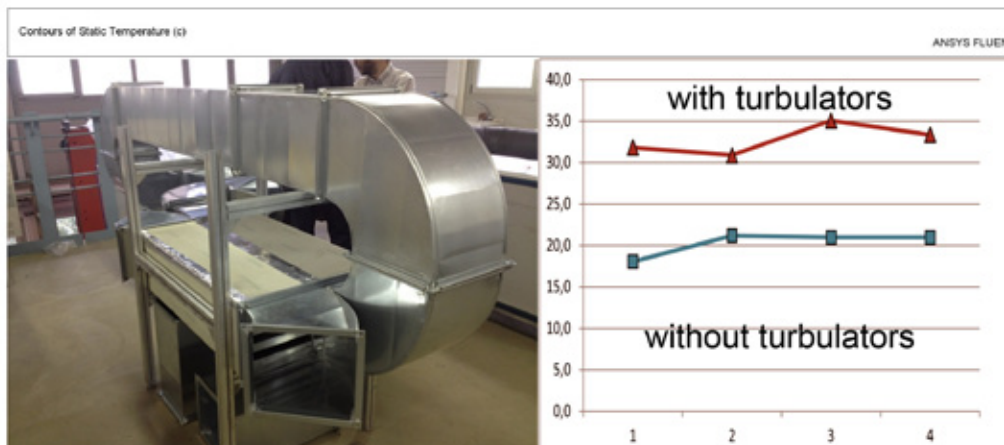 Contours of Static Temperature (c)
ANSYS FLUEN
40,0
35,0
30,0
25,0
20,0
15,0
10,0
5,0
0,0
with turbulators
without turbulators
1 2 3 4